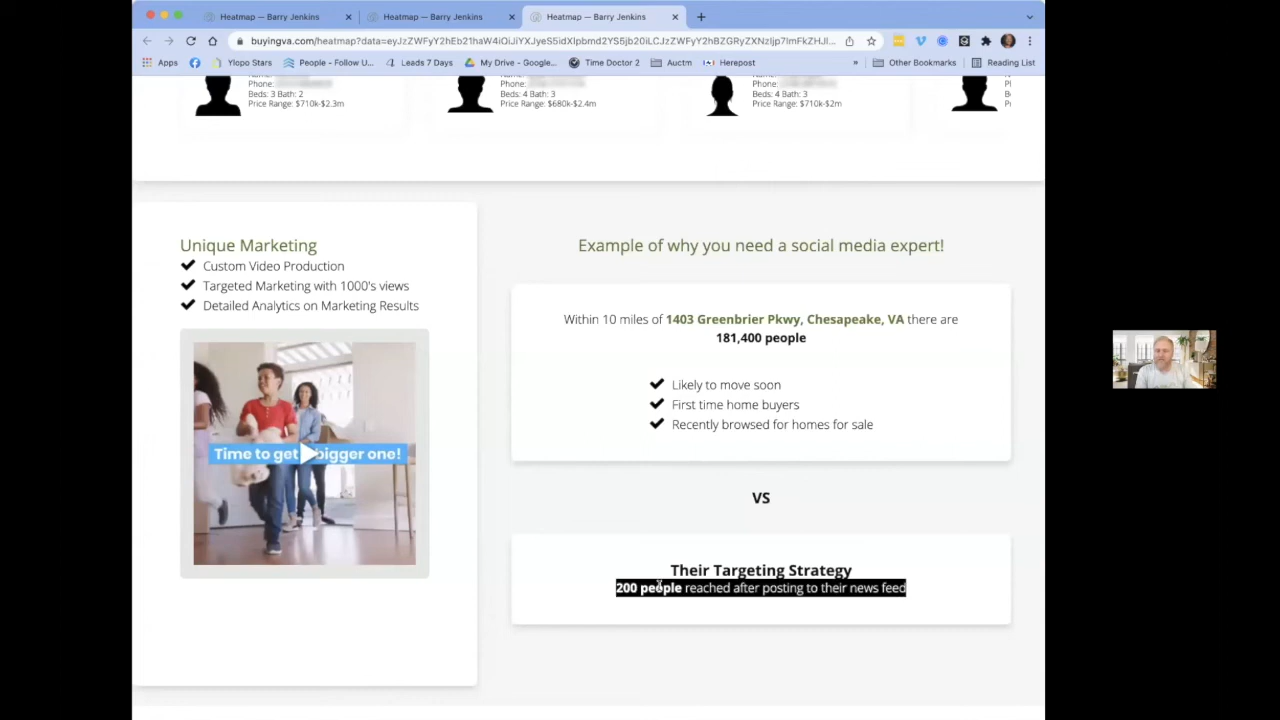 Heatmap — Barry Jenkins
Heatmap — Barry Jenkins
Heatmap — Barry Jenkins
Apps
Ylopo Stars
People - Follow U...
Leads 7 Days
My Drive - Google...
Time Doctor 2
Auctm
Herepost
»
Other Bookmarks
Reading List
Phone:
Beds: 3 Bath: 2
Price Range: $710k-$2.3m
Phone:
Beds: 4 Bath: 3
Price Range: $680k-$2.4m
Phone:
Beds: 4 Bath: 3
Price Range: $710k-$2m
Unique Marketing
Custom Video Production
Targeted Marketing with 1000's views
Detailed Analytics on Marketing Results
Time to get bigger one!
Example of why you need a social media expert!
Within 10 miles of 1403 Greenbrier Pkwy, Chesapeake, VA there are
181,400 people
Likely to move soon
First time home buyers
Recently browsed for homes for sale
VS
Their Targeting Strategy
200 people reached after posting to their news feed